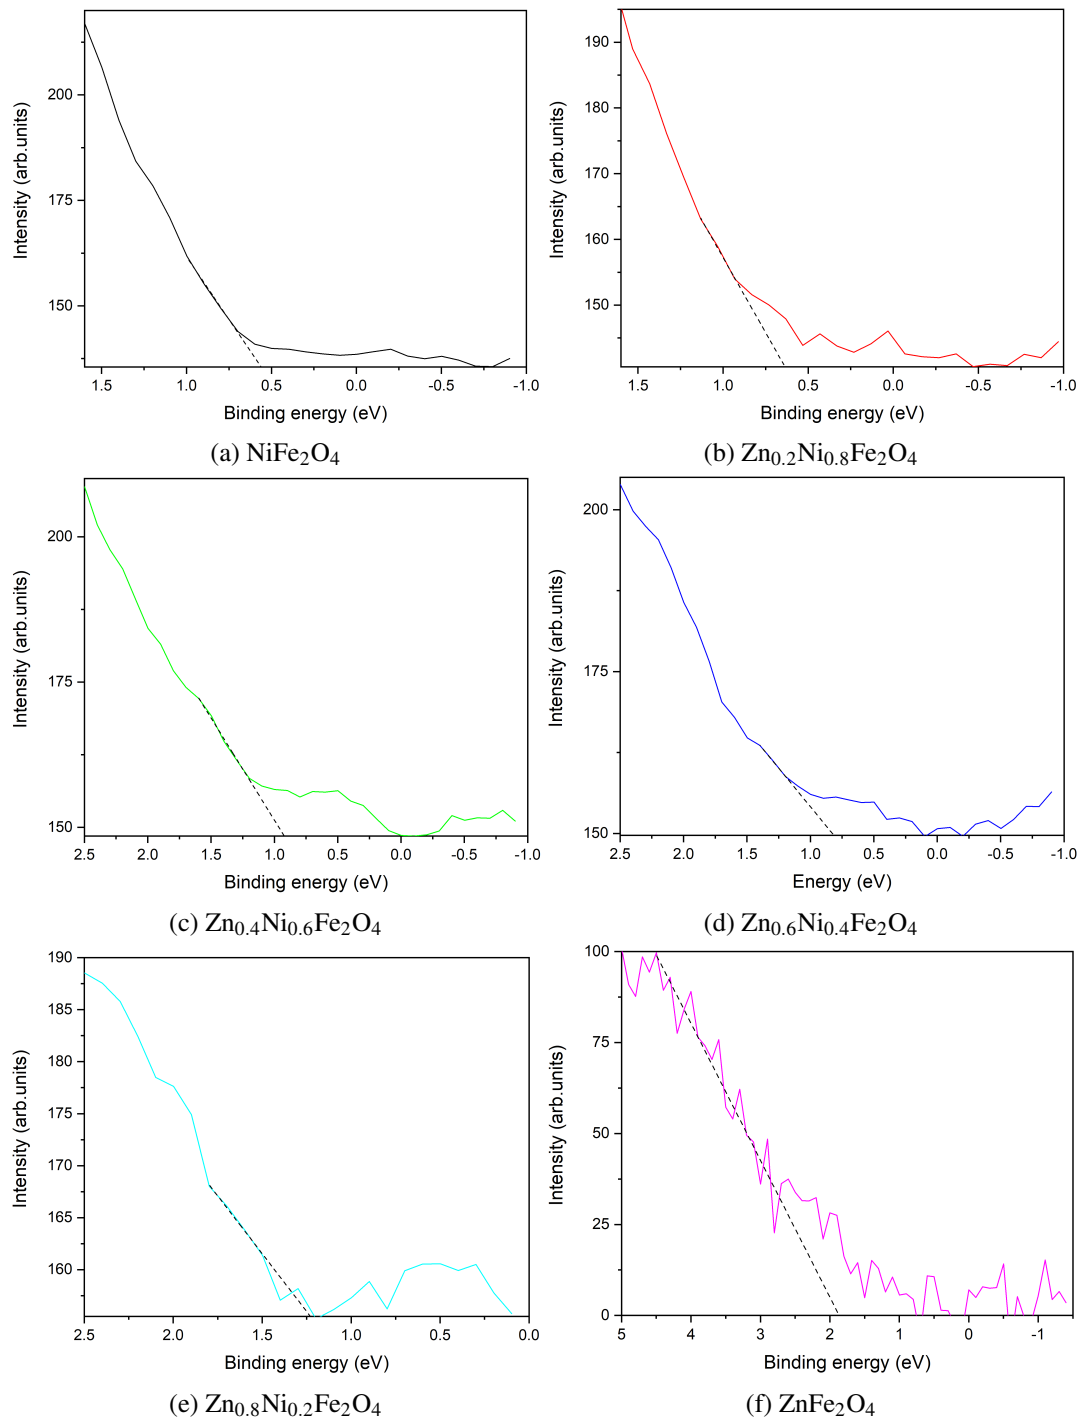 200
175
150
1.5 1.0 0.5 0.0 -0.5 -1.0
Intensity (arb.units)
Binding energy (eV)
(a) NiFe₂O₄
190
180
170
160
150
1.5 1.0 0.5 0.0 -0.5 -1.0
Intensity (arb.units)
Binding energy (eV)
(b) Zn₀.₂Ni₀.₈Fe₂O₄
200
175
150
2.5 2.0 1.5 1.0 0.5 0.0 -0.5 -1.0
Intensity (arb.units)
Binding energy (eV)
(c) Zn₀.₄Ni₀.₆Fe₂O₄
200
175
150
2.5 2.0 1.5 1.0 0.5 0.0 -0.5 -1.0
Intensity (arb.units)
Energy (eV)
(d) Zn₀.₆Ni₀.₄Fe₂O₄
190
185
180
175
170
165
160
2.5 2.0 1.5 1.0 0.5 0.0
Intensity (arb.units)
Binding energy (eV)
(e) Zn₀.₈Ni₀.₂Fe₂O₄
100
75
50
25
0
5 4 3 2 1 0 -1
Intensity (arb.units)
Binding energy (eV)
(f) ZnFe₂O₄